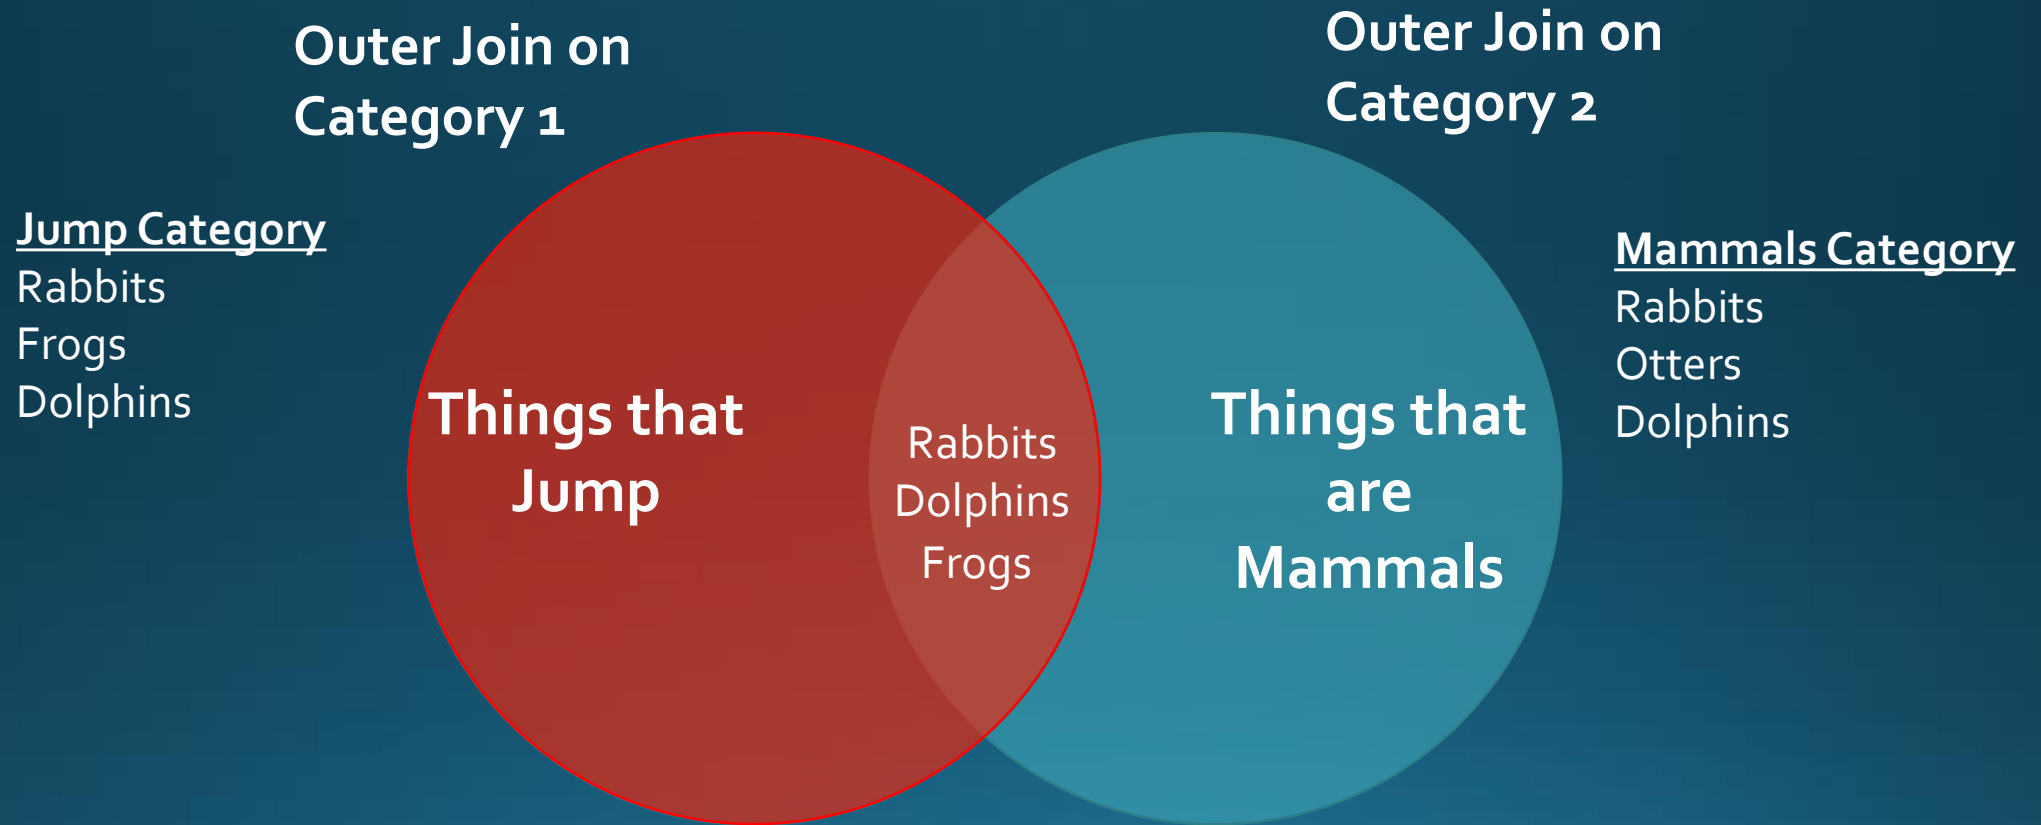 Outer Join on
Category 1
Outer Join on
Category 2
Jump Category
Rabbits
Frogs
Dolphins
Things that
Jump
Rabbits
Dolphins
Frogs
Things that
are
Mammals
Mammals Category
Rabbits
Otters
Dolphins